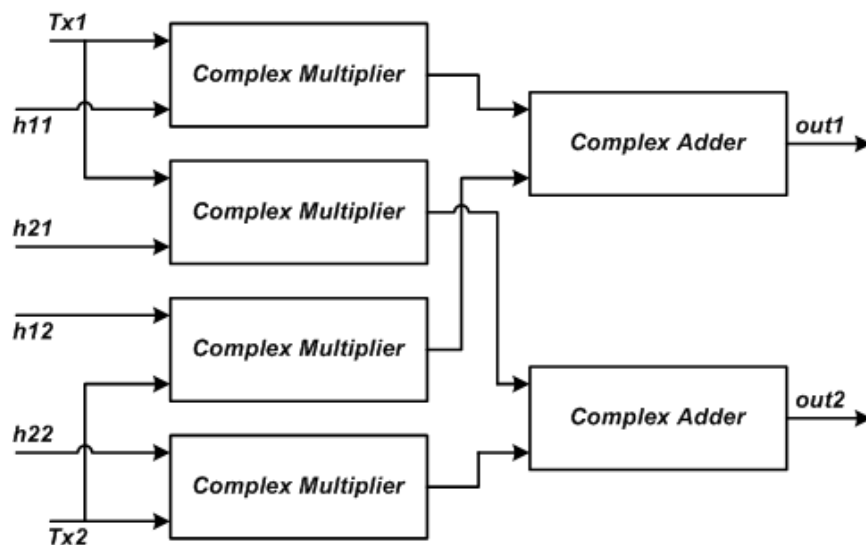 Tx1
Complex Multiplier
h11
Complex Adder
out1
Complex Multiplier
h21
h12
Complex Multiplier
Complex Adder
out2
h22
Complex Multiplier
Tx2